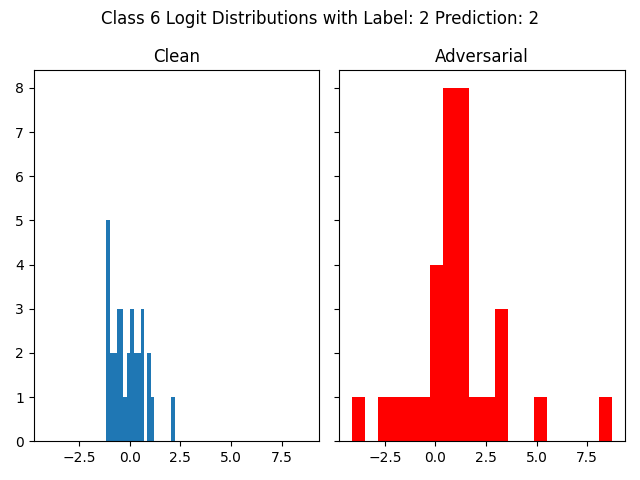 Class 6 Logit Distributions with Label: 2 Prediction: 2
Clean
Adversarial
8
7
6
5
4
3
2
1
0
−2.5 0.0 2.5 5.0 7.5
−2.5 0.0 2.5 5.0 7.5